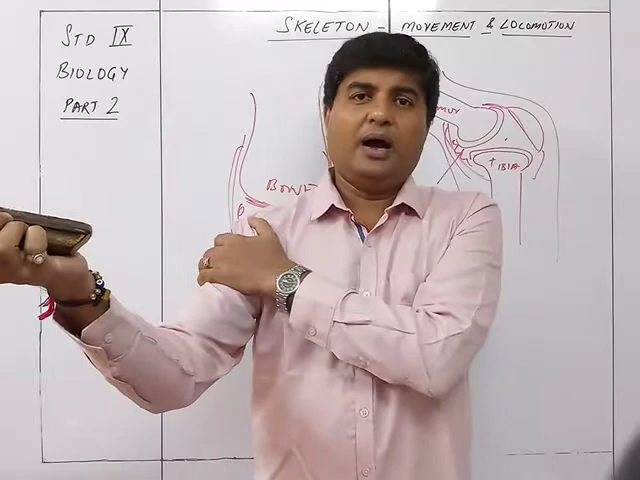 STD IX
BIOLOGY
PART 2
SKELETON - MOVEMENT & LOCOMOTION
TIBIA